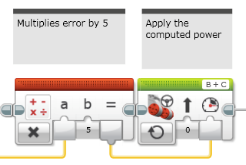 Multiplies error by 5
Apply the
computed power
B + C
a b =
5
0